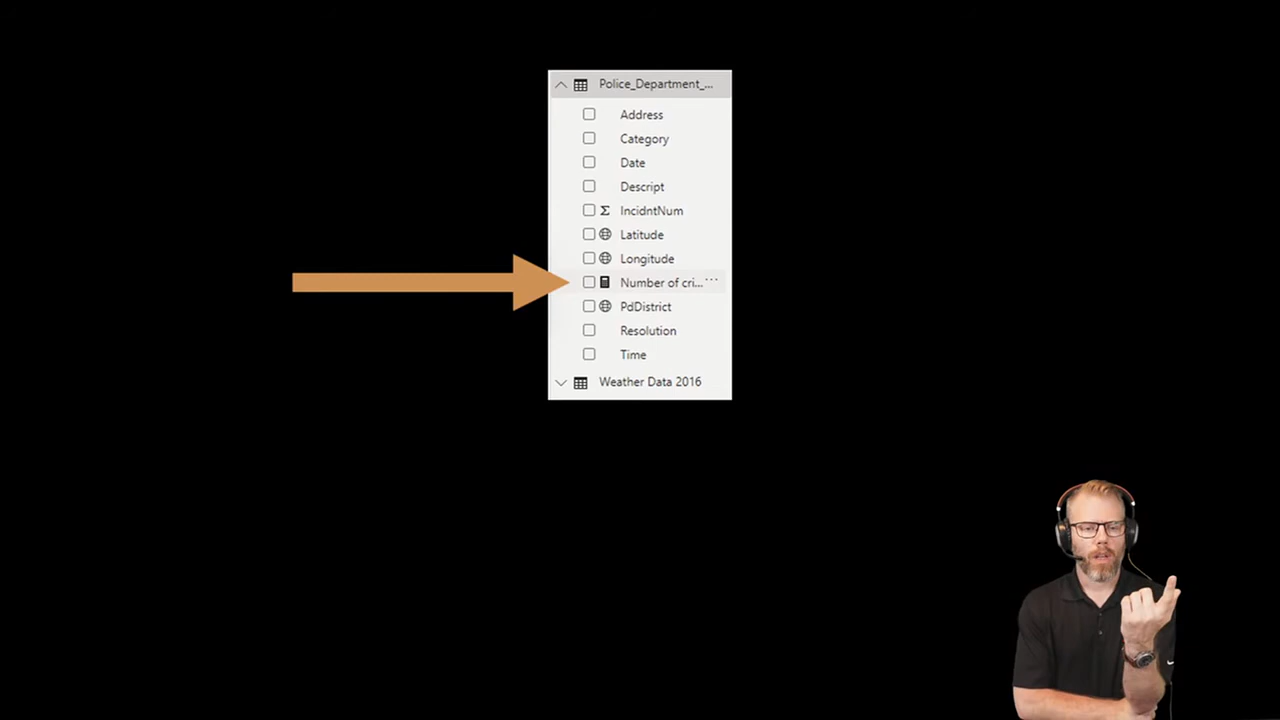 Police_Department_...
Address
Category
Date
Descript
IncidntNum
Latitude
Longitude
Number of cri... ...
PdDistrict
Resolution
Time
Weather Data 2016